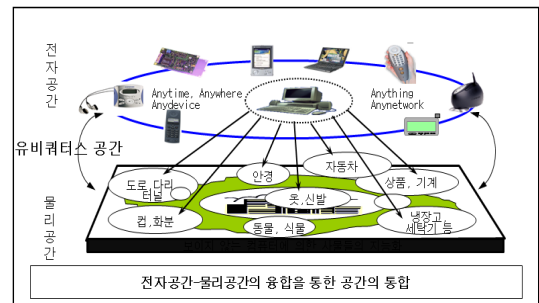 전자공간
Anytime, Anywhere
Anydevice
Anything
Anynetwork
유비쿼터스 공간
물리공간
도로,다리
터널
안경
자동차
상품, 기계
컵,화분
옷,신발
동물, 식물
냉장고,
세탁기 등
전자공간-물리공간의 융합을 통한 공간의 통합